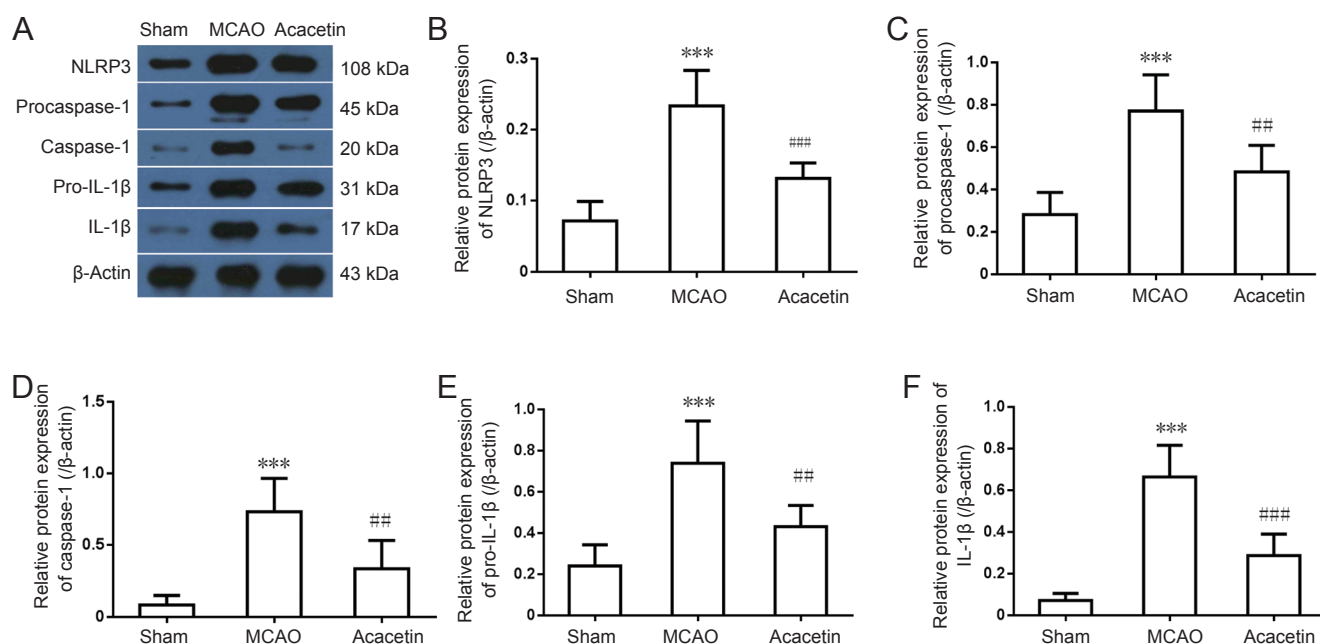 A
Sham MCAO Acacetin
NLRP3 108 kDa
Procaspase-1 45 kDa
Caspase-1 20 kDa
Pro-IL-1β 31 kDa
IL-1β 17 kDa
β-Actin 43 kDa
B
Relative protein expression
of NLRP3 (/β-actin)
0.3
0.2
0.1
0
***
###
Sham MCAO Acacetin
C
Relative protein expression
of procaspase-1 (/β-actin)
1.0
0.8
0.6
0.4
0.2
0
***
##
Sham MCAO Acacetin
D
Relative protein expression
of caspase-1 (/β-actin)
1.5
1.0
0.5
0
***
##
Sham MCAO Acacetin
E
Relative protein expression
of pro-IL-1β (/β-actin)
1.0
0.8
0.6
0.4
0.2
0
***
##
Sham MCAO Acacetin
F
Relative protein expression of
IL-1β (/β-actin)
1.0
0.8
0.6
0.4
0.2
0
***
###
Sham MCAO Acacetin